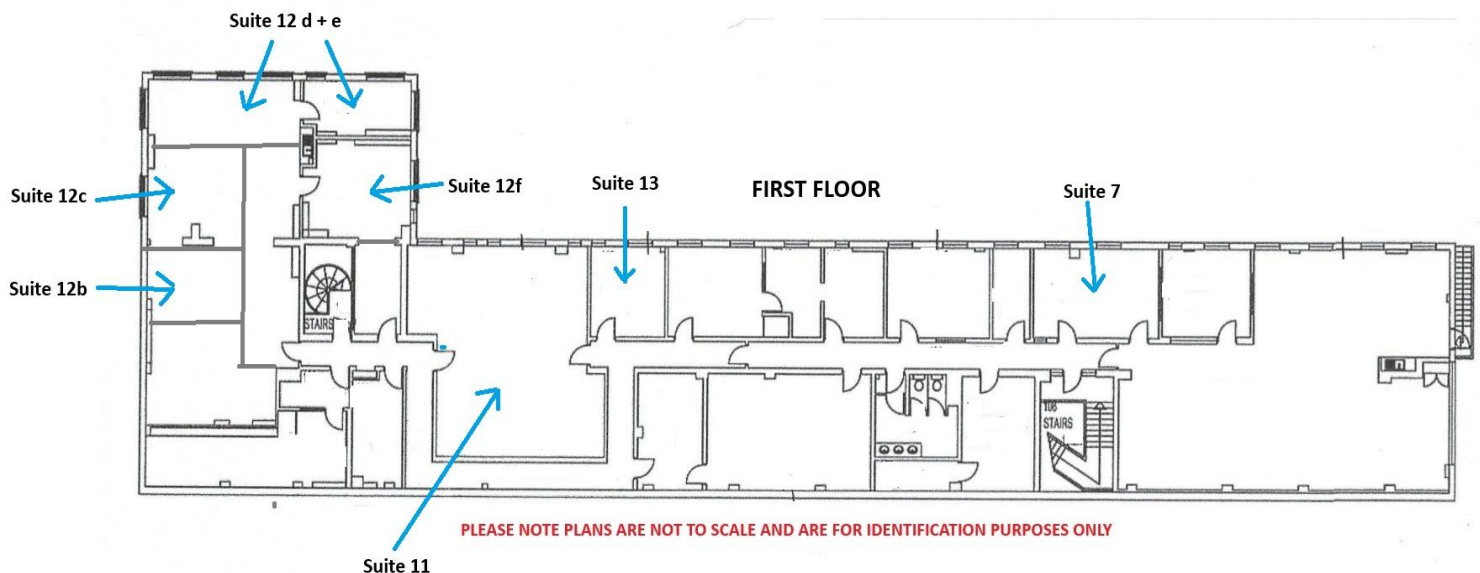 Suite 12 d + e
Suite 12c
Suite 12f
Suite 13
FIRST FLOOR
Suite 7
Suite 12b
STAIRS
108
STAIRS
PLEASE NOTE PLANS ARE NOT TO SCALE AND ARE FOR IDENTIFICATION PURPOSES ONLY
Suite 11